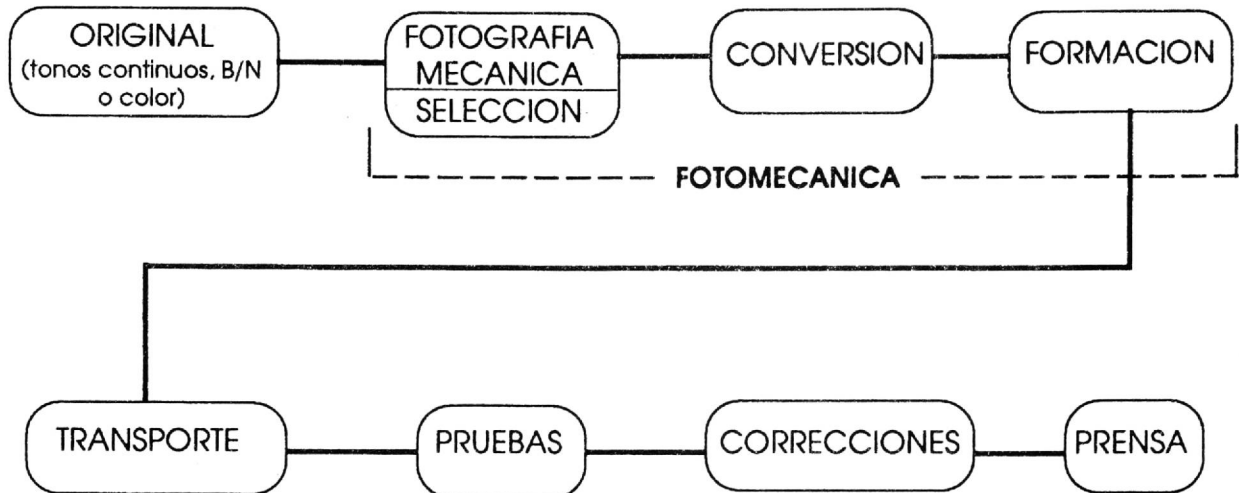 ORIGINAL
(tonos continuos, B/N
o color)
FOTOGRAFIA
MECANICA
SELECCION
CONVERSION
FORMACION
FOTOMECANICA
TRANSPORTE
PRUEBAS
CORRECCIONES
PRENSA